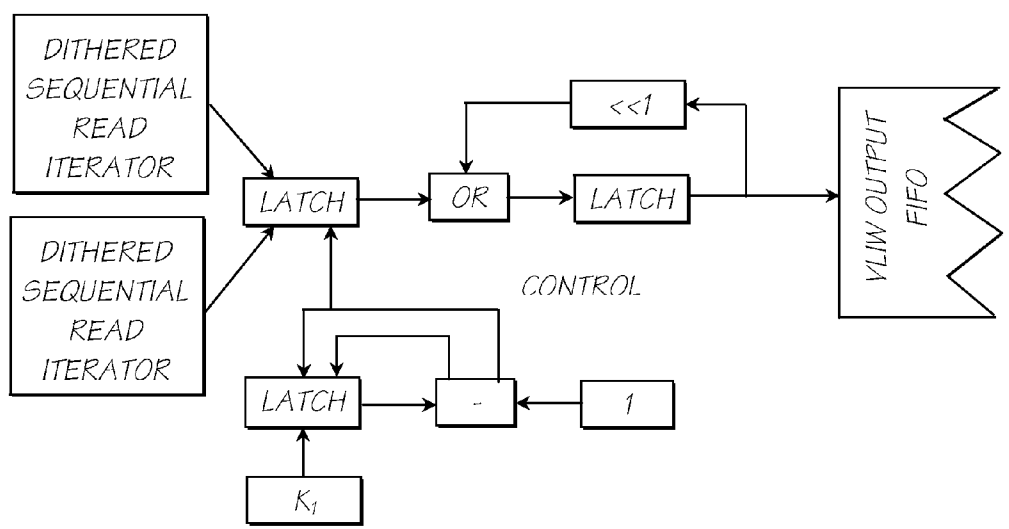 DITHERED
SEQUENTIAL
READ
ITERATOR
<<1
LATCH
OR
LATCH
VLIW OUTPUT
FIFO
DITHERED
SEQUENTIAL
READ
ITERATOR
CONTROL
LATCH
-
1
K₁